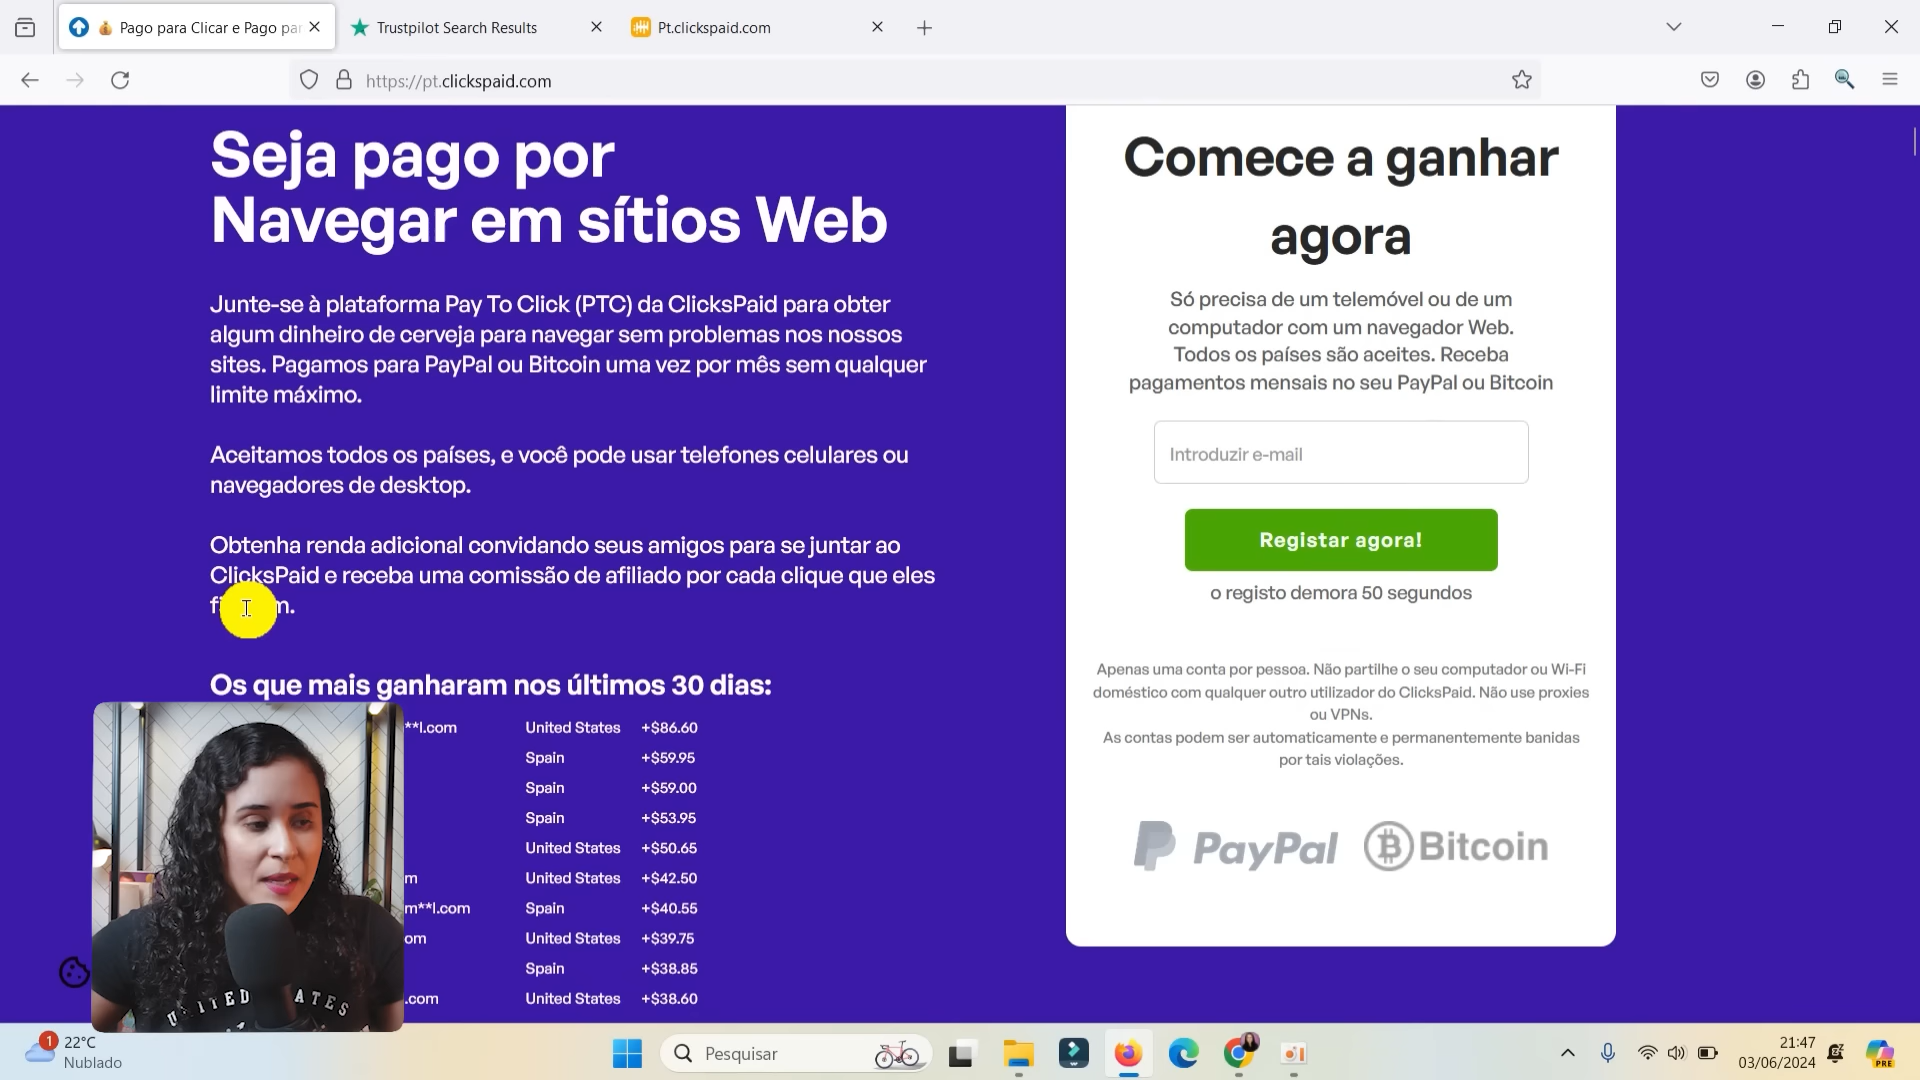 Pago para Clicar e Pago par
Trustpilot Search Results
Pt.clickspaid.com
https://pt.clickspaid.com
Seja pago por
Navegar em sítios Web
Junte-se à plataforma Pay To Click (PTC) da ClicksPaid para obter
algum dinheiro de cerveja para navegar sem problemas nos nossos
sites. Pagamos para PayPal ou Bitcoin uma vez por mês sem qualquer
limite máximo.
Aceitamos todos os países, e você pode usar telefones celulares ou
navegadores de desktop.
Obtenha renda adicional convidando seus amigos para se juntar ao
ClicksPaid e receba uma comissão de afiliado por cada clique que eles
Os que mais ganharam nos últimos 30 dias:
**l.com United States +$86.60
Spain +$59.95
Spain +$59.00
Spain +$53.95
United States +$50.65
m United States +$42.50
m**l.com Spain +$40.55
om United States +$39.75
Spain +$38.85
.com United States +$38.60
Comece a ganhar
agora
Só precisa de um telemóvel ou de um
computador com um navegador Web.
Todos os países são aceites. Receba
pagamentos mensais no seu PayPal ou Bitcoin
Introduzir e-mail
Registar agora!
o registo demora 50 segundos
Apenas uma conta por pessoa. Não partilhe o seu computador ou Wi-Fi
doméstico com qualquer outro utilizador do ClicksPaid. Não use proxies
ou VPNs.
As contas podem ser automaticamente e permanentemente banidas
por tais violações.
PayPal Bitcoin
UNITED STATES
1
22°C
Nublado
Pesquisar
PRE
21:47
03/06/2024